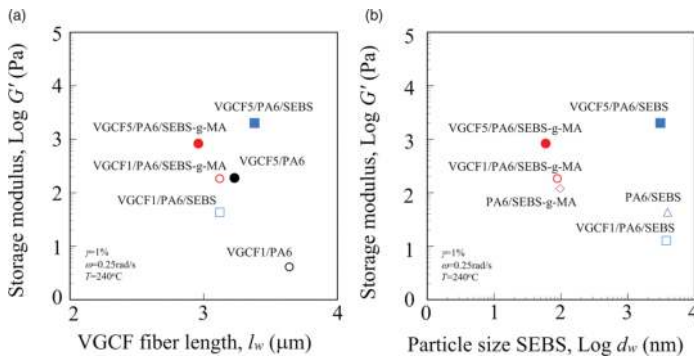 (a)
5
4
3
2
1
0
Storage modulus, Log G′ (Pa)
VGCF5/PA6/SEBS
VGCF5/PA6/SEBS-g-MA
VGCF1/PA6/SEBS-g-MA
VGCF5/PA6
VGCF1/PA6/SEBS
VGCF1/PA6
γ=1%
ω=0.25rad/s
T=240°C
2 3 4
VGCF fiber length, lw (μm)
(b)
5
4
3
2
1
0
Storage modulus, Log G′ (Pa)
VGCF5/PA6/SEBS
VGCF5/PA6/SEBS-g-MA
VGCF1/PA6/SEBS-g-MA
PA6/SEBS-g-MA
PA6/SEBS
VGCF1/PA6/SEBS
γ=1%
ω=0.25rad/s
T=240°C
0 1 2 3 4
Particle size SEBS, Log dw (nm)